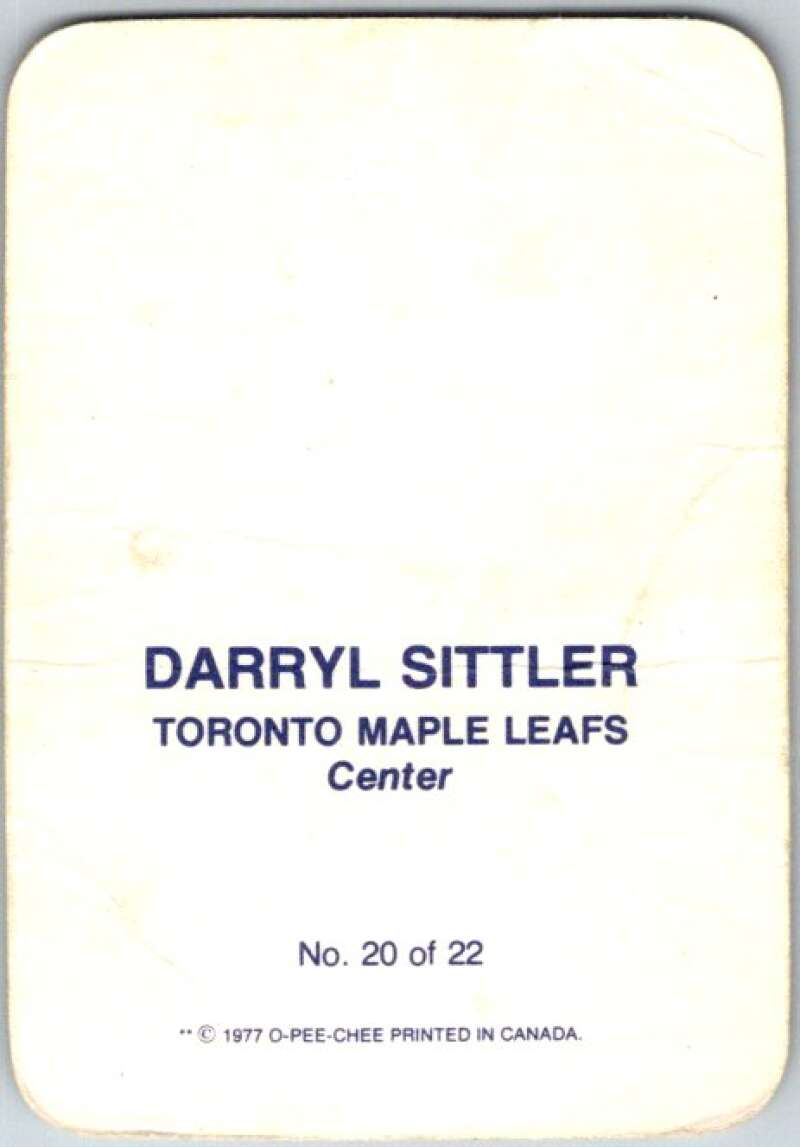 DARRYL SITTLER
TORONTO MAPLE LEAFS
Center
No. 20 of 22
** © 1977 O-PEE-CHEE PRINTED IN CANADA.